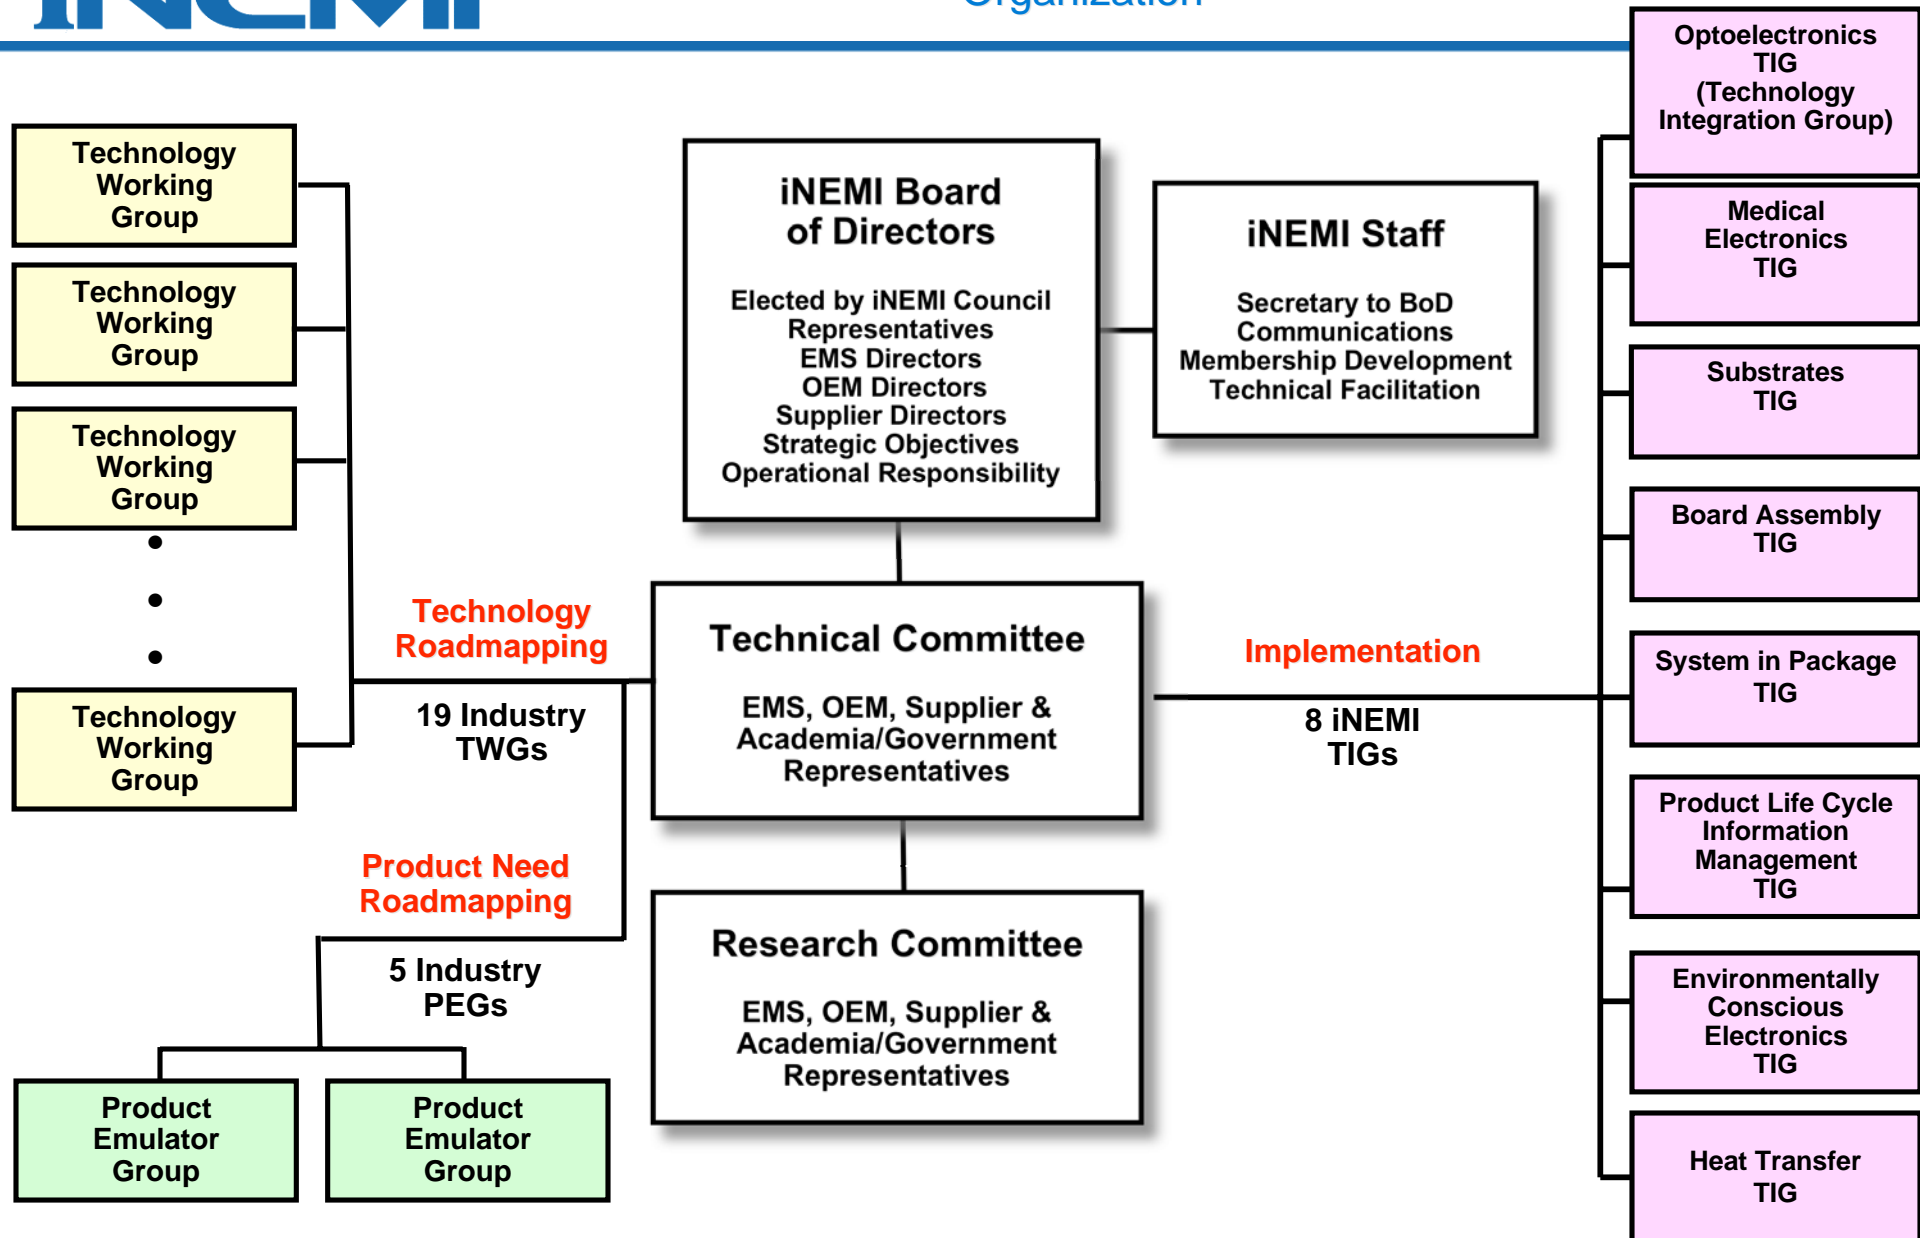 iNEMI
Organization
Technology
Working
Group
Technology
Working
Group
Technology
Working
Group
•
•
•
Technology
Working
Group
Technology
Roadmapping
19 Industry
TWGs
Product Need
Roadmapping
5 Industry
PEGs
Product
Emulator
Group
Product
Emulator
Group
iNEMI Board
of Directors
Elected by iNEMI Council
Representatives
EMS Directors
OEM Directors
Supplier Directors
Strategic Objectives
Operational Responsibility
iNEMI Staff
Secretary to BoD
Communications
Membership Development
Technical Facilitation
Technical Committee
EMS, OEM, Supplier &
Academia/Government
Representatives
Research Committee
EMS, OEM, Supplier &
Academia/Government
Representatives
Implementation
8 iNEMI
TIGs
Optoelectronics
TIG
(Technology
Integration Group)
Medical
Electronics
TIG
Substrates
TIG
Board Assembly
TIG
System in Package
TIG
Product Life Cycle
Information
Management
TIG
Environmentally
Conscious
Electronics
TIG
Heat Transfer
TIG